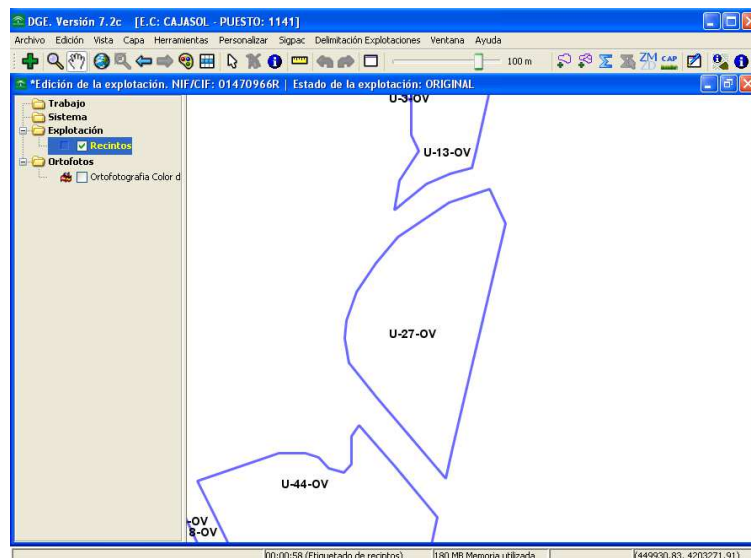 DGE. Versión 7.2c [E.C: CAJASOL - PUESTO: 1141]
Archivo Edición Vista Capa Herramientas Personalizar Sigpac Delimitación Explotaciones Ventana Ayuda
100 m
ZM CAP
*Edición de la explotación. NIF/CIF: 01470966R | Estado de la explotación: ORIGINAL
Trabajo
Sistema
Explotación
Recintos
Ortofotos
Ortofotografia Color d
U-3-OV
U-13-OV
U-27-OV
U-44-OV
-OV
8-OV
00:00:58 (Etiquetado de recintos) 180 MB Memoria utilizada (449930.83, 4203271.91)